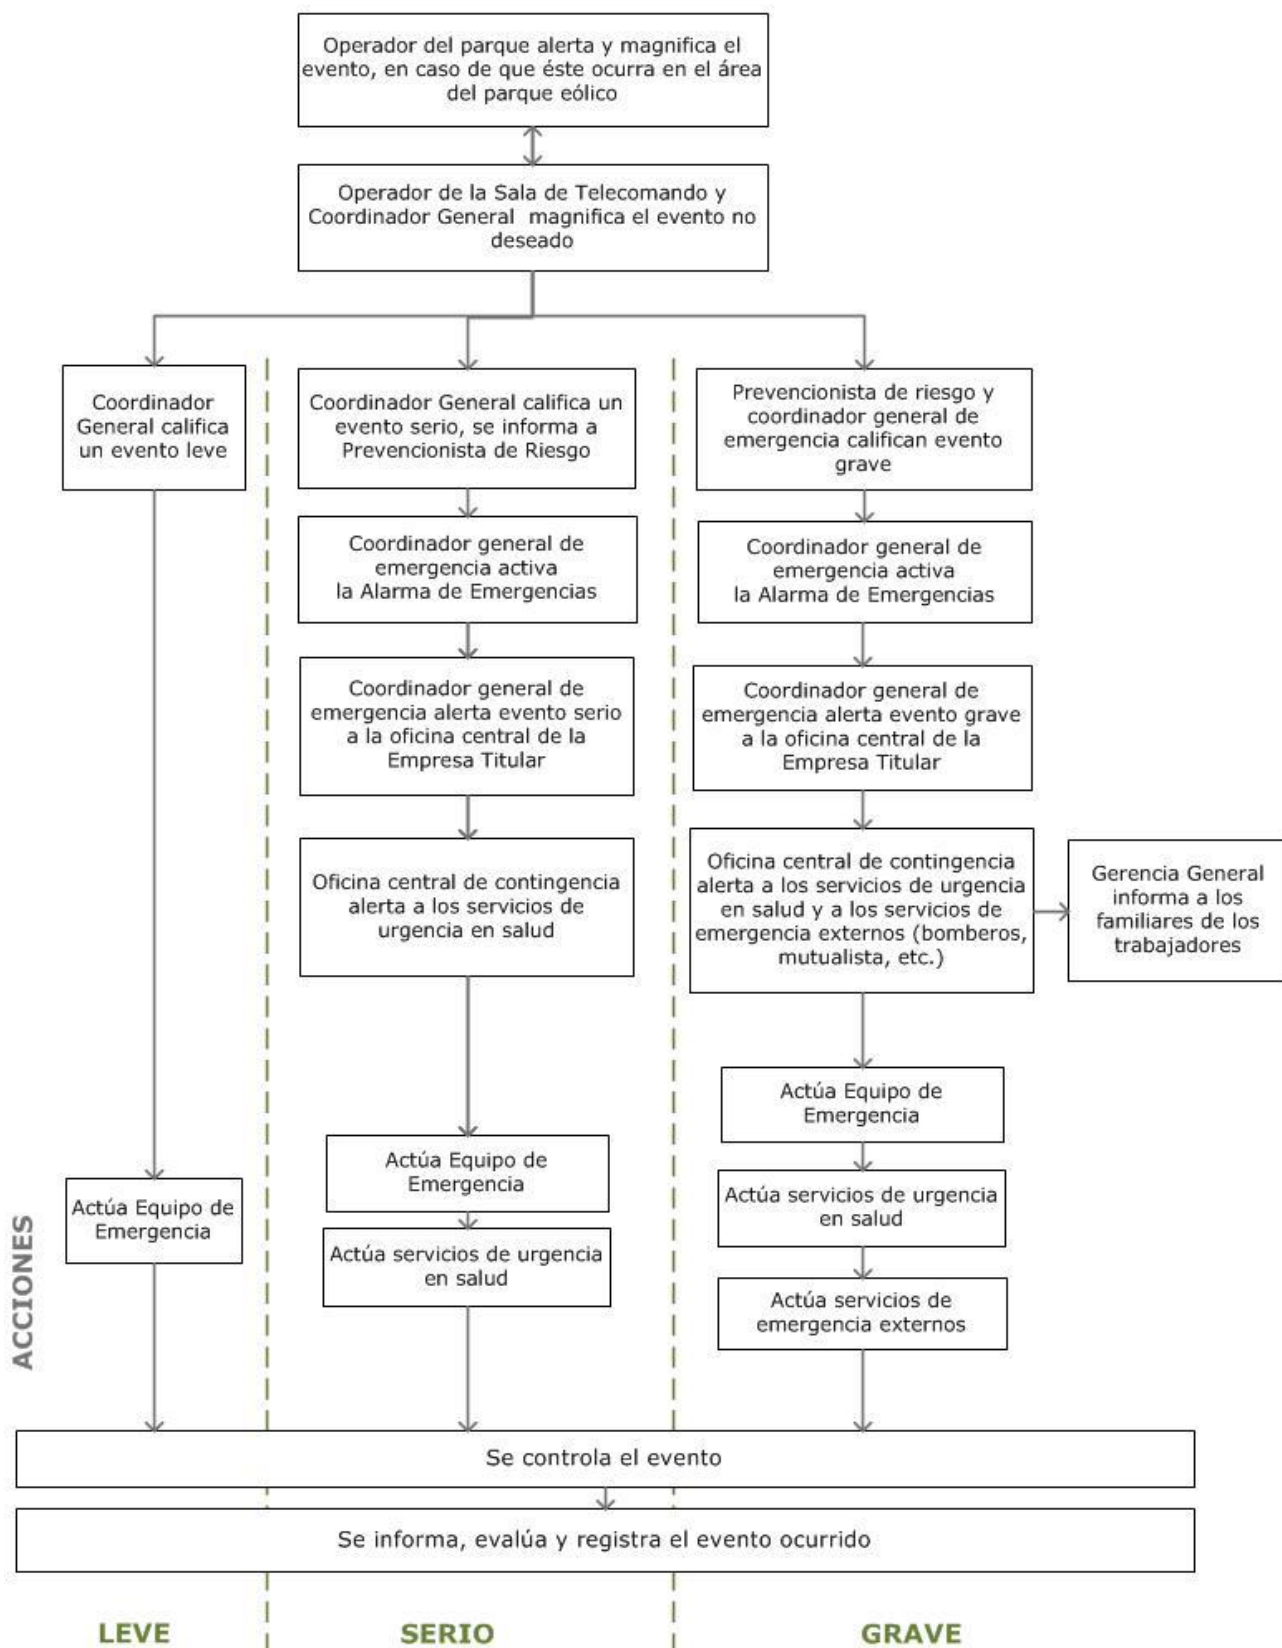 Operador del parque alerta y magnifica el
evento, en caso de que éste ocurra en el área
del parque eólico
Operador de la Sala de Telecomando y
Coordinador General magnifica el evento no
deseado
Coordinador
General califica
un evento leve
Coordinador General califica un
evento serio, se informa a
Prevencionista de Riesgo
Prevencionista de riesgo y
coordinador general de
emergencia califican evento
grave
Coordinador general de
emergencia activa
la Alarma de Emergencias
Coordinador general de
emergencia activa
la Alarma de Emergencias
Coordinador general de
emergencia alerta evento serio
a la oficina central de la
Empresa Titular
Coordinador general de
emergencia alerta evento grave
a la oficina central de la
Empresa Titular
Oficina central de contingencia
alerta a los servicios de
urgencia en salud
Oficina central de contingencia
alerta a los servicios de urgencia
en salud y a los servicios de
emergencia externos (bomberos,
mutualista, etc.)
Gerencia General
informa a los
familiares de los
trabajadores
ACCIONES
Actúa Equipo de
Emergencia
Actúa Equipo de
Emergencia
Actúa servicios de urgencia
en salud
Actúa Equipo de
Emergencia
Actúa servicios de urgencia
en salud
Actúa servicios de
emergencia externos
Se controla el evento
Se informa, evalúa y registra el evento ocurrido
LEVE
SERIO
GRAVE